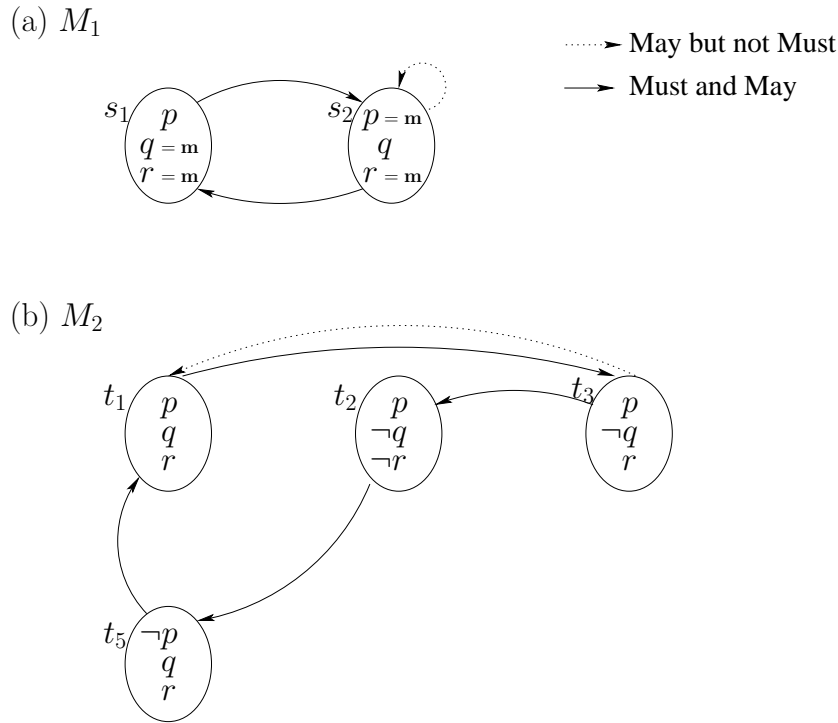 (a) M₁
May but not Must
Must and May
s₁
p
q = m
r = m
s₂
p = m
q
r = m
(b) M₂
t₁
p
q
r
t₂
p
¬q
¬r
t₃
p
¬q
r
t₅
¬p
q
r